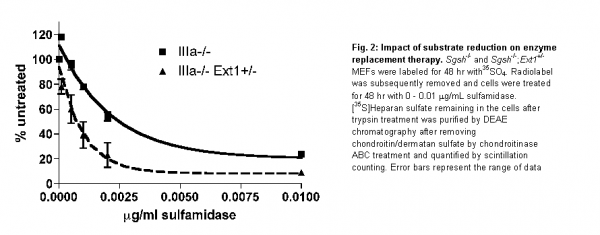 120
100
80
60
40
20
0
% untreated
IIIa-/-
IIIa-/- Ext1+/-
0.0000
0.0025
0.0050
0.0075
0.0100
μg/ml sulfamidase
Fig. 2: Impact of substrate reduction on enzyme
replacement therapy. Sgsh-/- and Sgsh-/-;Ext1+/-
MEFs were labeled for 48 hr with35SO4. Radiolabel
was subsequently removed and cells were treated
for 48 hr with 0 - 0.01 μg/mL sulfamidase.
[35S]Heparan sulfate remaining in the cells after
trypsin treatment was purified by DEAE
chromatography after removing
chondroitin/dermatan sulfate by chondroitinase
ABC treatment and quantified by scintillation
counting. Error bars represent the range of data